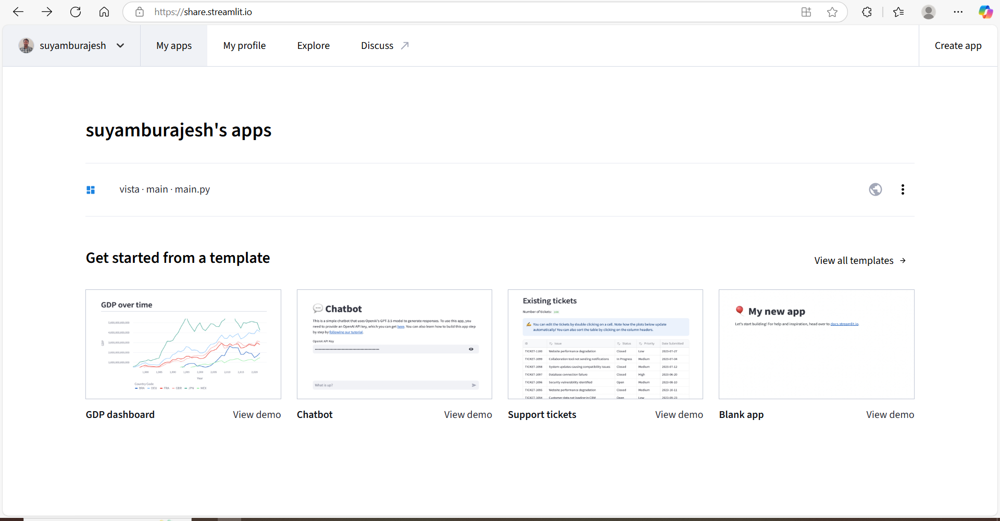 https://share.streamlit.io
suyamburajesh
My apps
My profile
Explore
Discuss
Create app
suyamburajesh's apps
vista · main · main.py
Get started from a template
View all templates
GDP over time
5,000,000,000,000
4,000,000,000,000
3,000,000,000,000
2,000,000,000,000
1,000,000,000,000
GDP
1,980 1,985 1,990 1,995 2,000 2,005 2,010 2,015 2,020
Year
Country Code
BRA DEU FRA GBR JPN MEX
GDP dashboard
View demo
Chatbot
This is a simple chatbot that uses OpenAI's GPT-3.5 model to generate responses. To use this app, you
need to provide an OpenAI API key, which you can get here. You can also learn how to build this app step
by step by following our tutorial.
OpenAI API Key
What is up?
Chatbot
View demo
Existing tickets
Number of tickets: 100
You can edit the tickets by double clicking on a cell. Note how the plots below update
automatically! You can also sort the table by clicking on the column headers.
ID Issue Status Priority Date Submitted
TICKET-1100 Website performance degradation Closed Low 2023-07-27
TICKET-1099 Collaboration tool not sending notifications In Progress Medium 2023-07-04
TICKET-1098 System updates causing compatibility issues Closed Medium 2023-07-12
TICKET-1097 Database connection failure Closed High 2023-06-20
TICKET-1096 Security vulnerability identified Open Medium 2023-08-10
TICKET-1095 Website performance degradation Closed Medium 2023-10-11
TICKET-1094 Customer data not loading in CRM Open Low 2023-09-23
Support tickets
View demo
My new app
Let's start building! For help and inspiration, head over to docs.streamlit.io.
Blank app
View demo